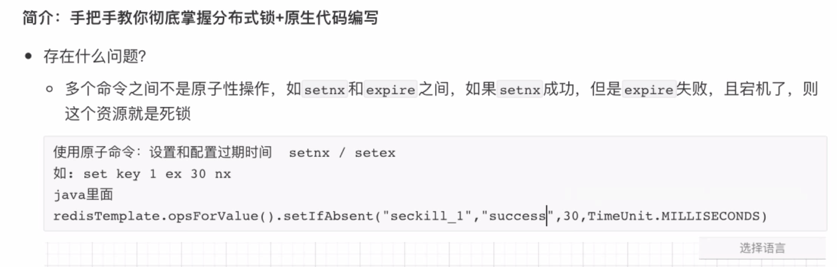 简介：手把手教你彻底掌握分布式锁+原生代码编写
存在什么问题?
多个命令之间不是原子性操作，如setnx和expire之间，如果setnx成功，但是expire失败，且宕机了，则
这个资源就是死锁
使用原子命令：设置和配置过期时间  setnx / setex
如: set key 1 ex 30 nx
java里面
redisTemplate.opsForValue().setIfAbsent("seckill_1","success",30,TimeUnit.MILLISECONDS)
选择语言